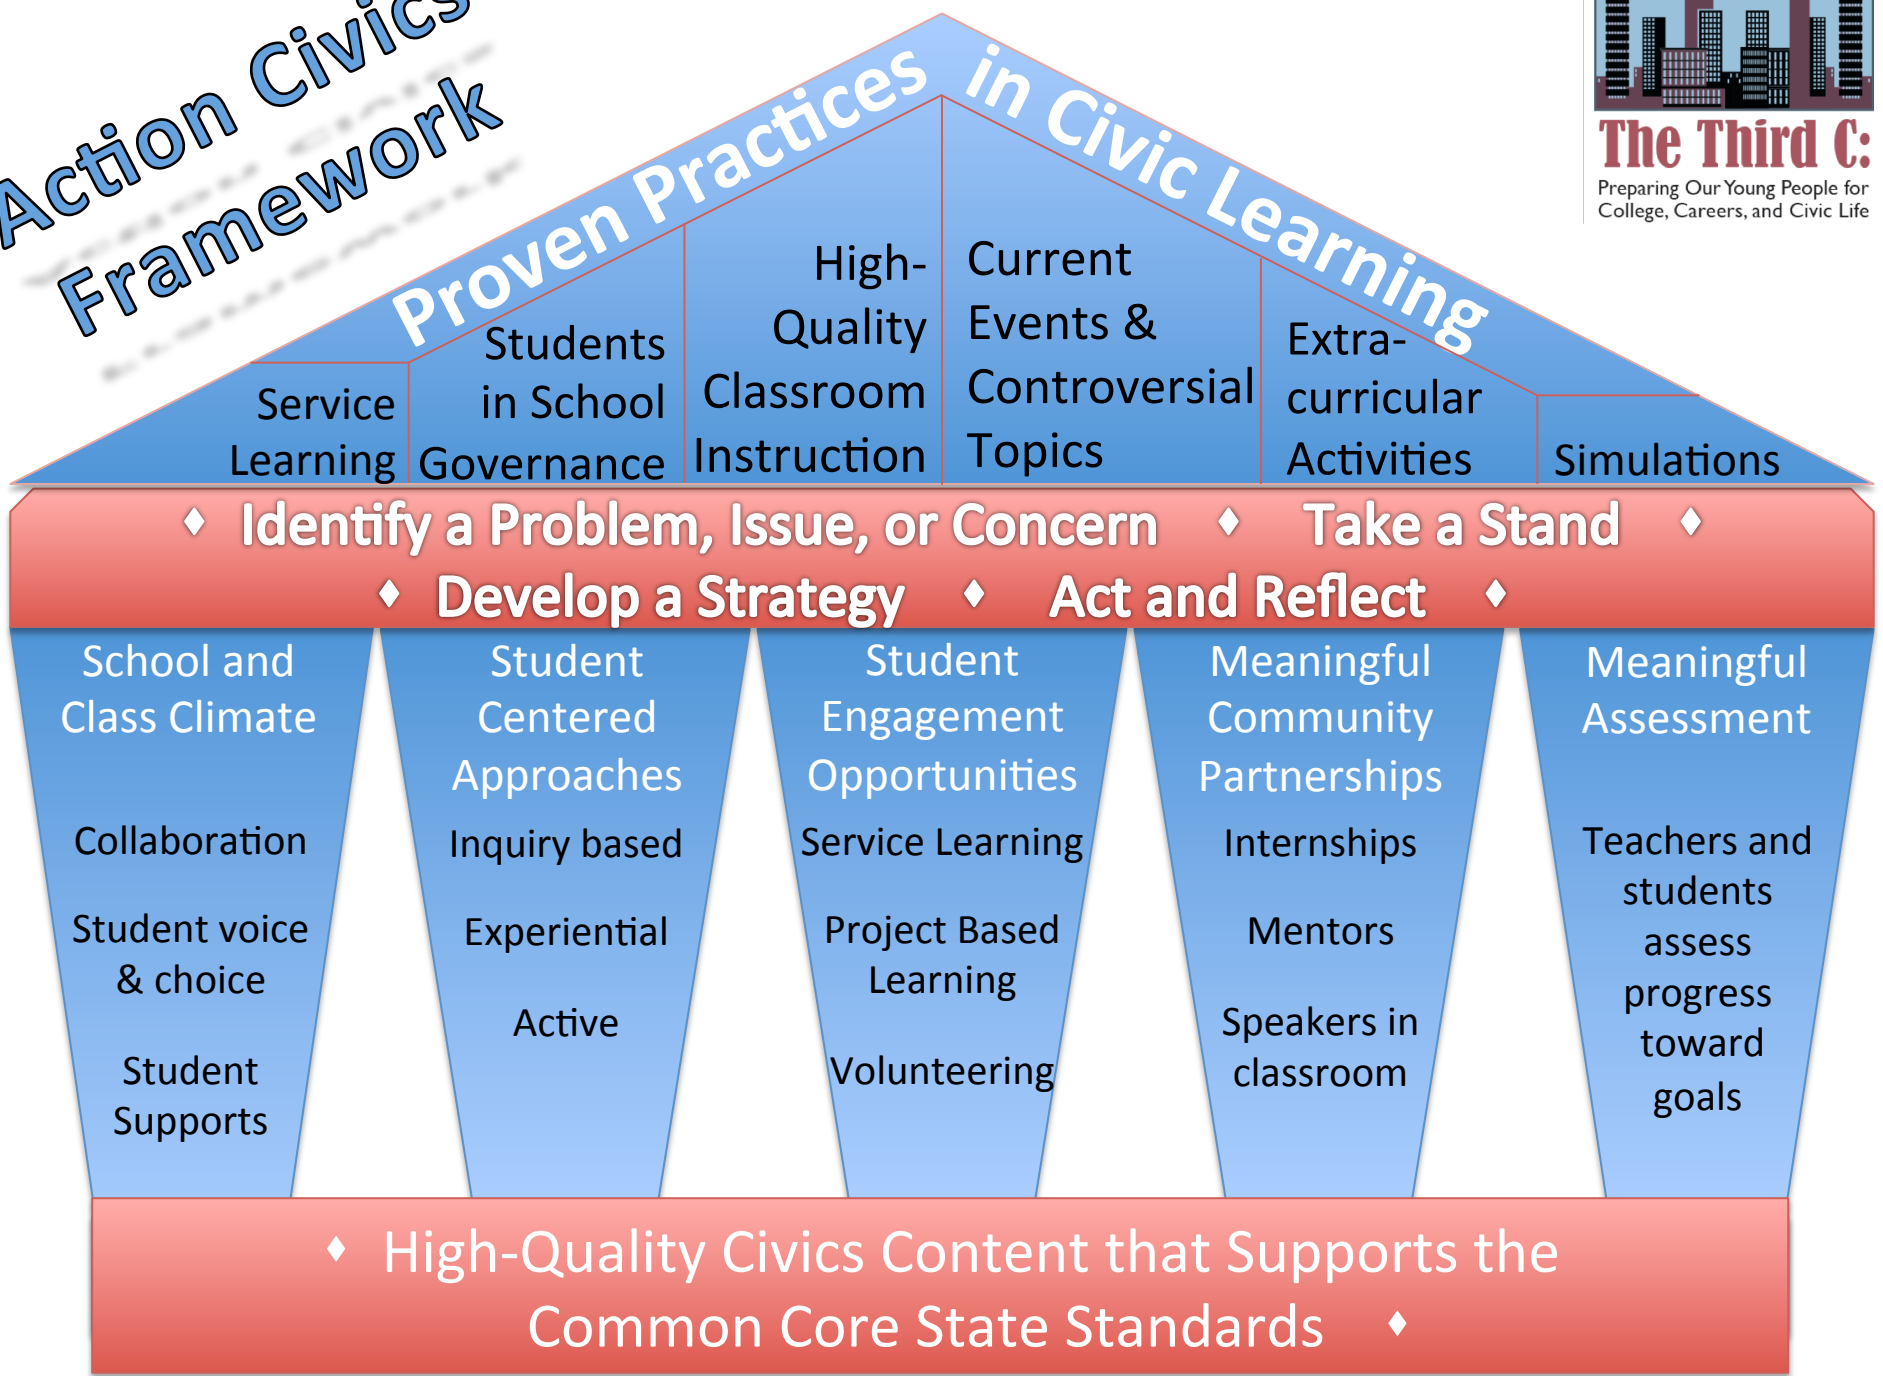 Action Civics
Framework
The Third C:
Preparing Our Young People for
College, Careers, and Civic Life
Proven Practices in Civic Learning
Service
Learning
Students
in School
Governance
High-
Quality
Classroom
Instruction
Current
Events &
Controversial
Topics
Extra-
curricular
Activities
Simulations
♦ Identify a Problem, Issue, or Concern ♦ Take a Stand ♦
♦ Develop a Strategy ♦ Act and Reflect ♦
School and
Class Climate
Collaboration
Student voice
& choice
Student
Supports
Student
Centered
Approaches
Inquiry based
Experiential
Active
Student
Engagement
Opportunities
Service Learning
Project Based
Learning
Volunteering
Meaningful
Community
Partnerships
Internships
Mentors
Speakers in
classroom
Meaningful
Assessment
Teachers and
students
assess
progress
toward
goals
♦ High-Quality Civics Content that Supports the
Common Core State Standards ♦